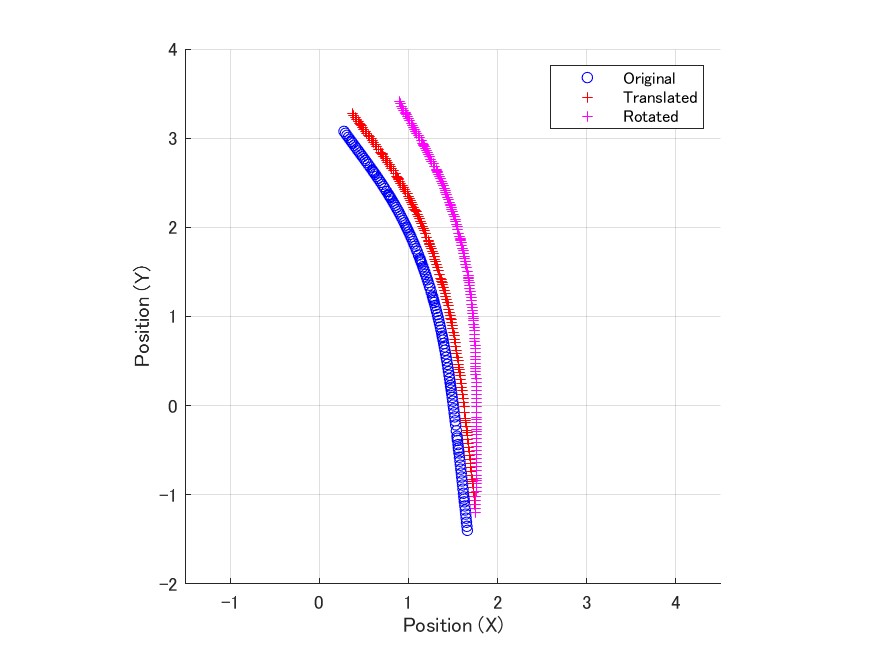 4
3
2
1
0
−1
−2
Position (Y)
Original
Translated
Rotated
−1
0
1
2
3
4
Position (X)